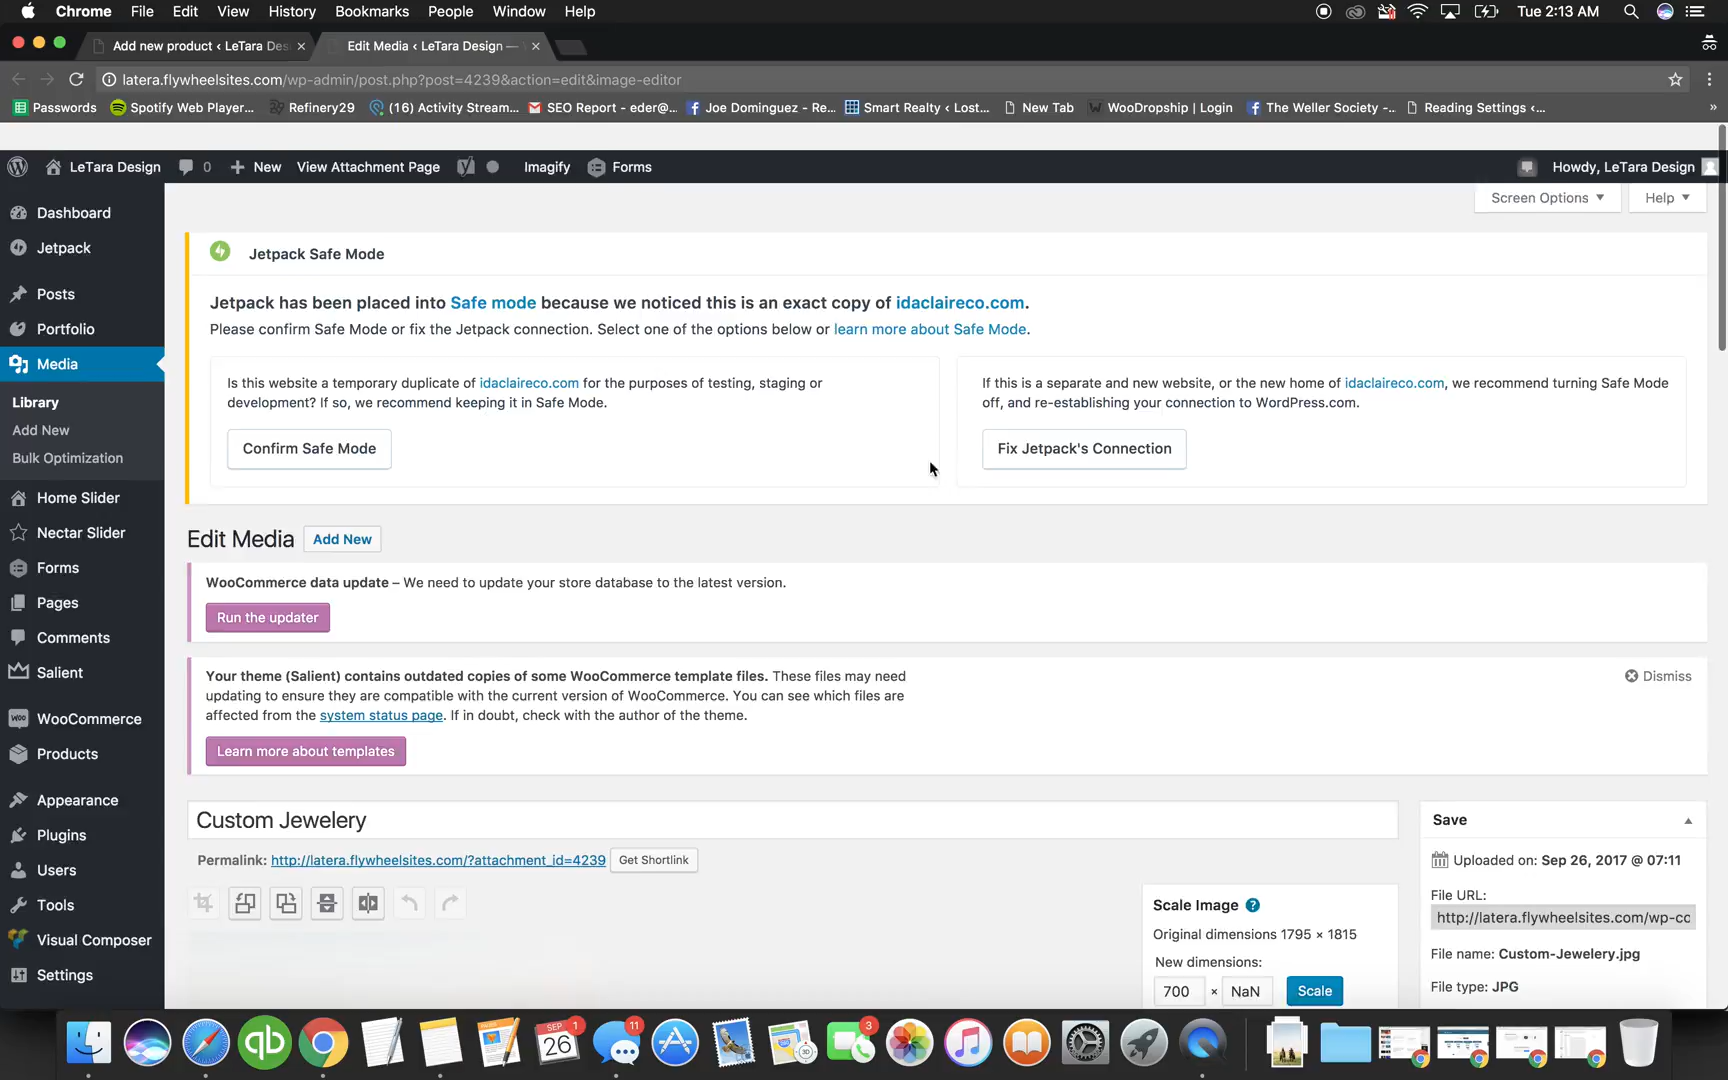 Chrome File Edit View History Bookmarks People Window Help Tue 2:13 AM
Add new product ‹ LeTara Des
Edit Media ‹ LeTara Design —
latera.flywheelsites.com/wp-admin/post.php?post=4239&action=edit&image-editor
Passwords Spotify Web Player... Refinery29 (16) Activity Stream... SEO Report - eder@... Joe Dominguez - Re... Smart Realty ‹ Lost... New Tab WooDropship | Login The Weller Society -... Reading Settings ‹... »
LeTara Design 0 New View Attachment Page Imagify Forms Howdy, LeTara Design
Screen Options Help
Dashboard
Jetpack
Posts
Portfolio
Media
Library
Add New
Bulk Optimization
Home Slider
Nectar Slider
Forms
Pages
Comments
Salient
WOO WooCommerce
Products
Appearance
Plugins
Users
Tools
Visual Composer
Settings
Jetpack Safe Mode
Jetpack has been placed into Safe mode because we noticed this is an exact copy of idaclaireco.com.
Please confirm Safe Mode or fix the Jetpack connection. Select one of the options below or learn more about Safe Mode.
Is this website a temporary duplicate of idaclaireco.com for the purposes of testing, staging or
development? If so, we recommend keeping it in Safe Mode.
Confirm Safe Mode
If this is a separate and new website, or the new home of idaclaireco.com, we recommend turning Safe Mode
off, and re-establishing your connection to WordPress.com.
Fix Jetpack's Connection
Edit Media Add New
WooCommerce data update – We need to update your store database to the latest version.
Run the updater
Your theme (Salient) contains outdated copies of some WooCommerce template files. These files may need
updating to ensure they are compatible with the current version of WooCommerce. You can see which files are
affected from the system status page. If in doubt, check with the author of the theme.
Dismiss
Learn more about templates
Custom Jewelery
Permalink: http://latera.flywheelsites.com/?attachment_id=4239 Get Shortlink
Scale Image ?
Original dimensions 1795 × 1815
New dimensions:
700 × NaN Scale
Save
Uploaded on: Sep 26, 2017 @ 07:11
File URL:
http://latera.flywheelsites.com/wp-co
File name: Custom-Jewelery.jpg
File type: JPG
qb PAGES SEP 26 1 11 3D 3